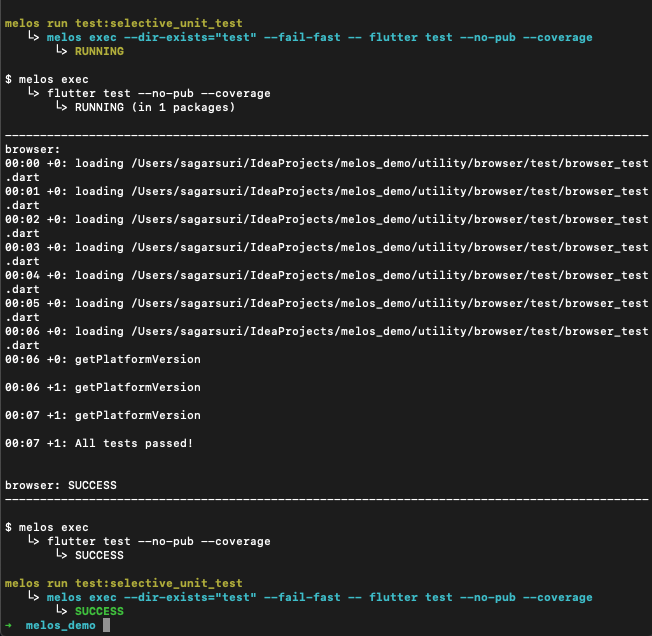 melos run test:selective_unit_test
└> melos exec --dir-exists="test" --fail-fast -- flutter test --no-pub --coverage
└> RUNNING
$ melos exec
└> flutter test --no-pub --coverage
└> RUNNING (in 1 packages)
--------------------------------------------------------------------------------------------
browser:
00:00 +0: loading /Users/sagarsuri/IdeaProjects/melos_demo/utility/browser/test/browser_test
.dart
00:01 +0: loading /Users/sagarsuri/IdeaProjects/melos_demo/utility/browser/test/browser_test
.dart
00:02 +0: loading /Users/sagarsuri/IdeaProjects/melos_demo/utility/browser/test/browser_test
.dart
00:03 +0: loading /Users/sagarsuri/IdeaProjects/melos_demo/utility/browser/test/browser_test
.dart
00:04 +0: loading /Users/sagarsuri/IdeaProjects/melos_demo/utility/browser/test/browser_test
.dart
00:05 +0: loading /Users/sagarsuri/IdeaProjects/melos_demo/utility/browser/test/browser_test
.dart
00:06 +0: loading /Users/sagarsuri/IdeaProjects/melos_demo/utility/browser/test/browser_test
.dart
00:06 +0: getPlatformVersion
00:06 +1: getPlatformVersion
00:07 +1: getPlatformVersion
00:07 +1: All tests passed!
browser: SUCCESS
--------------------------------------------------------------------------------------------
$ melos exec
└> flutter test --no-pub --coverage
└> SUCCESS
melos run test:selective_unit_test
└> melos exec --dir-exists="test" --fail-fast -- flutter test --no-pub --coverage
└> SUCCESS
→ melos_demo